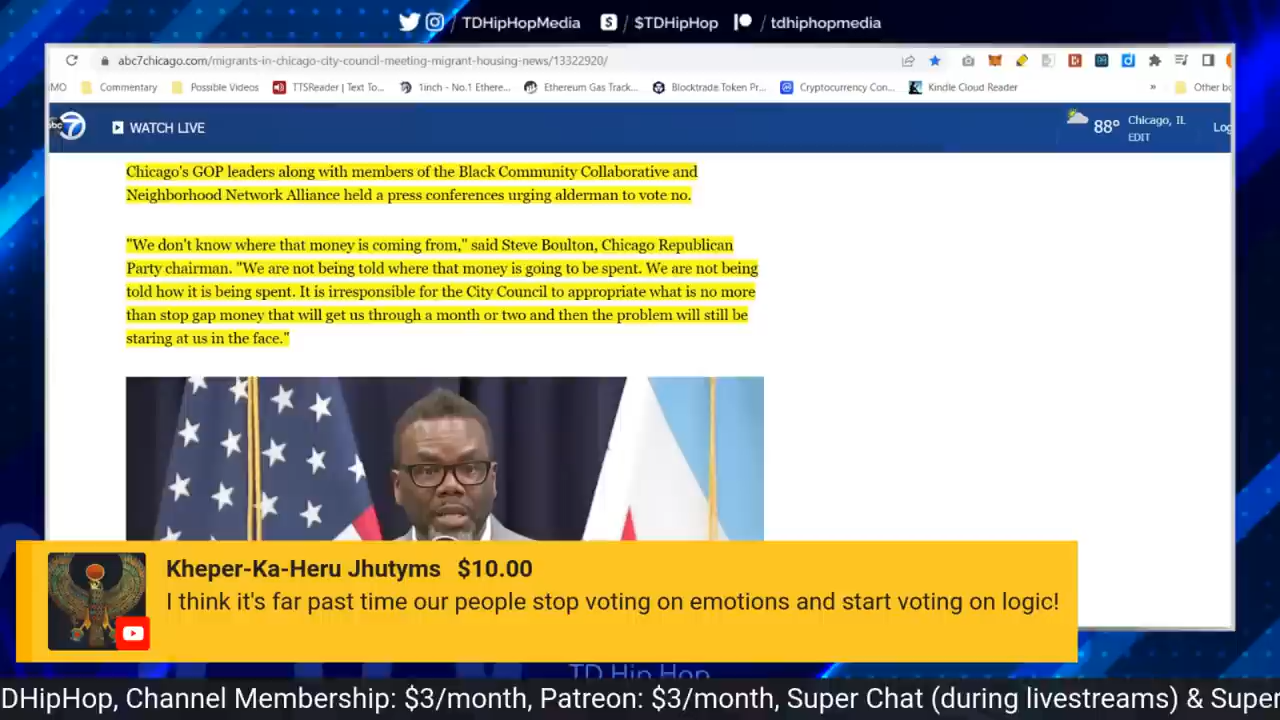 / TDHipHopMedia $ / $TDHipHop / tdhiphopmedia
abc7chicago.com/migrants-in-chicago-city-council-meeting-migrant-housing-news/13322920/
MO Commentary Possible Videos TTSReader | Text To... 1inch - No.1 Ethere... Ethereum Gas Track... Blocktrade Token Pr... Cryptocurrency Con... Kindle Cloud Reader » Other bo
abc 7 WATCH LIVE 88° Chicago, IL Log
EDIT
Chicago's GOP leaders along with members of the Black Community Collaborative and
Neighborhood Network Alliance held a press conferences urging alderman to vote no.
"We don't know where that money is coming from," said Steve Boulton, Chicago Republican
Party chairman. "We are not being told where that money is going to be spent. We are not being
told how it is being spent. It is irresponsible for the City Council to appropriate what is no more
than stop gap money that will get us through a month or two and then the problem will still be
staring at us in the face."
Kheper-Ka-Heru Jhutyms $10.00
I think it's far past time our people stop voting on emotions and start voting on logic!
TD Hip Hop
DHipHop, Channel Membership: $3/month, Patreon: $3/month, Super Chat (during livestreams) & Super